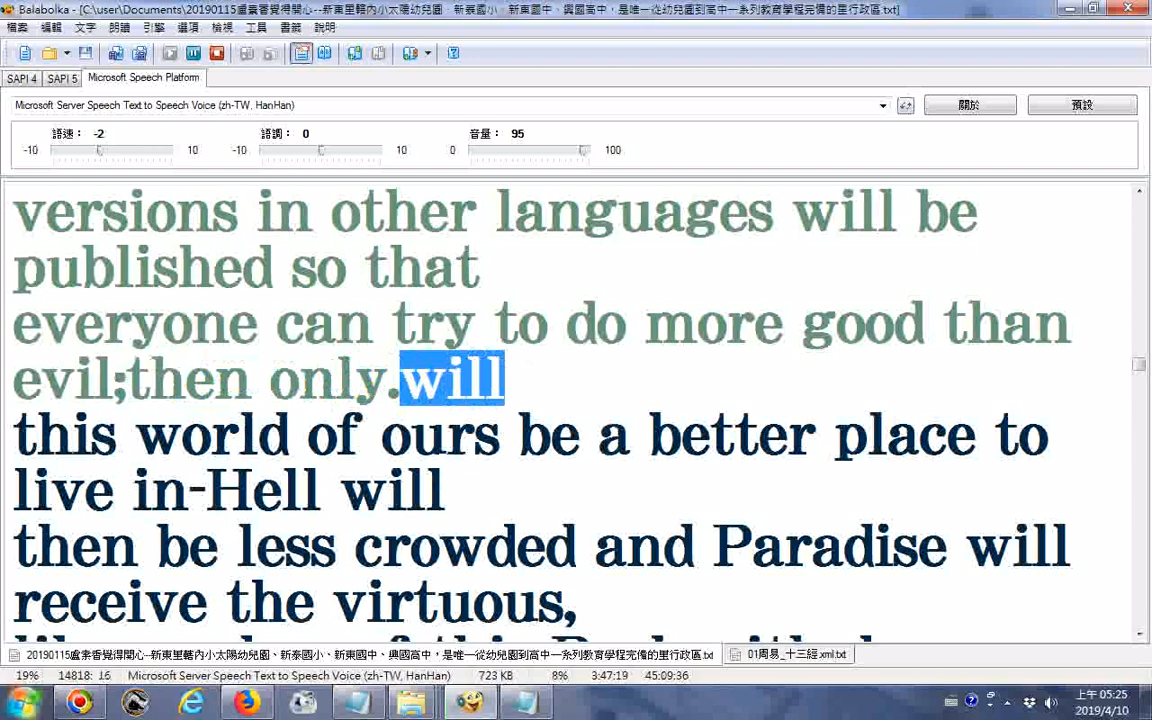 Balabolka - [C:\user\Documents\20190115盧素香覺得開心--新東里轄內小太陽幼兒園、新泰國小、新東國中、興國高中，是唯一從幼兒園到高中一系列教育學程完備的里行政區.txt]
檔案 編輯 文字 朗讀 引擎 選項 檢視 工具 書籤 說明
SAPI 4 SAPI 5 Microsoft Speech Platform
Microsoft Server Speech Text to Speech Voice (zh-TW, HanHan) 關於 預設
語速： -2 語調： 0 音量： 95
-10 10 -10 10 0 100
versions in other languages will be
published so that
everyone can try to do more good than
evil;then only.will
this world of ours be a better place to
live in-Hell will
then be less crowded and Paradise will
receive the virtuous,
20190115盧素香覺得開心--新東里轄內小太陽幼兒園、新泰國小、新東國中、興國高中，是唯一從幼兒園到高中一系列教育學程完備的里行政區.txt 01周易_十三經.xml.txt
19% 14818: 16 Microsoft Server Speech Text to Speech Voice (zh-TW, HanHan) 723 KB 8% 3:47:19 45:09:36
上午 05:25
2019/4/10